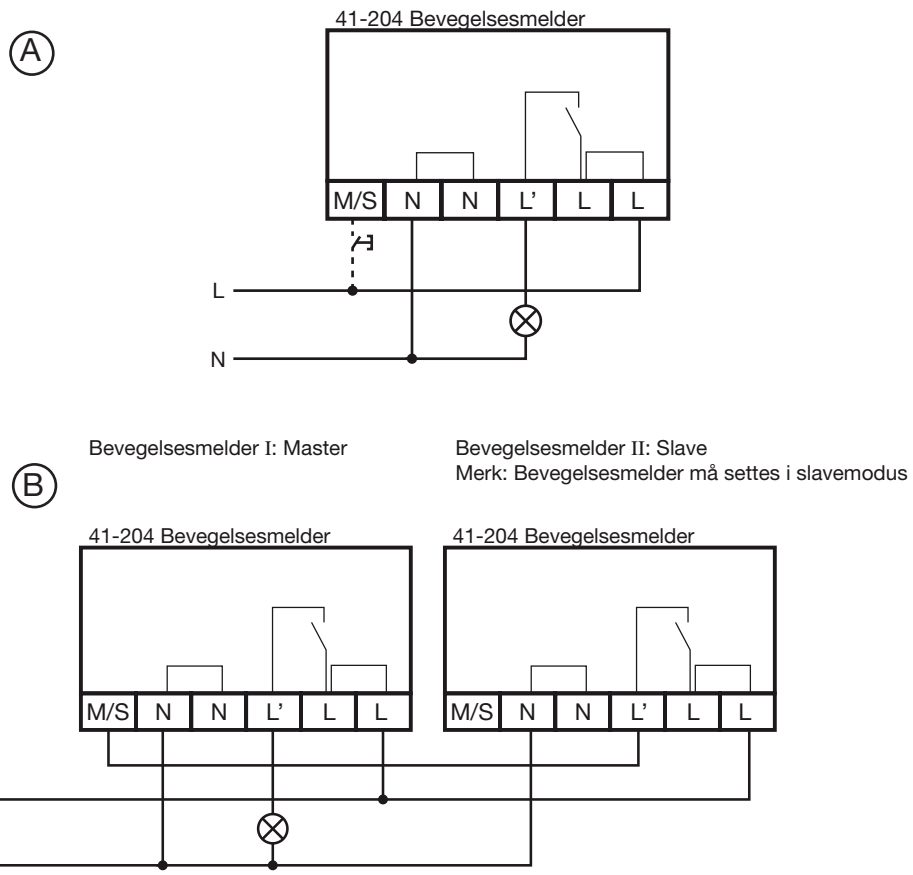 41-204 Bevegelsesmelder
A
M/S N N L’ L L
L
N
Bevegelsesmelder I: Master
Bevegelsesmelder II: Slave
Merk: Bevegelsesmelder må settes i slavemodus
B
41-204 Bevegelsesmelder
41-204 Bevegelsesmelder
M/S N N L’ L L
M/S N N L’ L L